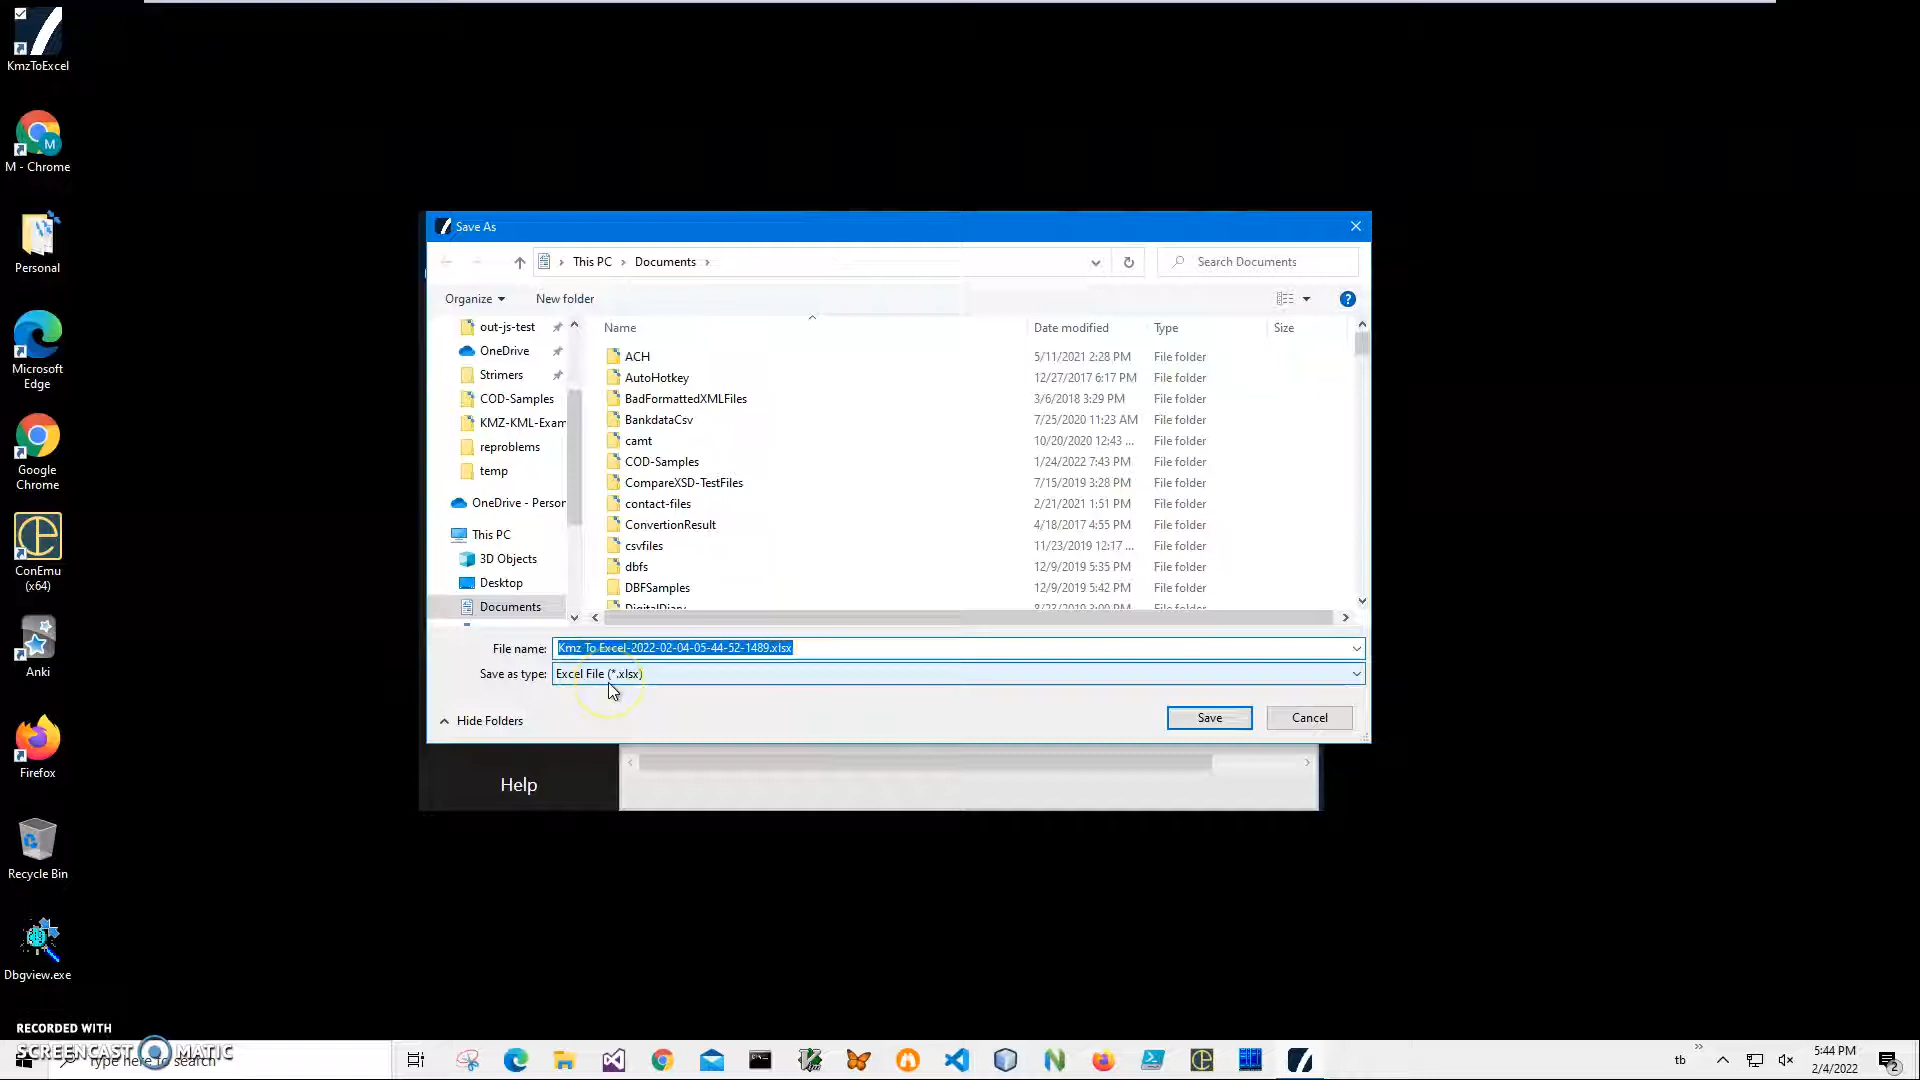 KmzToExcel
M - Chrome
Personal
Microsoft
Edge
Google
Chrome
ConEmu
(x64)
Anki
Firefox
Recycle Bin
Dbgview.exe
Save As
This PC
Documents
Search Documents
Organize
New folder
out-js-test
OneDrive
Strimers
COD-Samples
KMZ-KML-Exam
reproblems
temp
OneDrive - Person
This PC
3D Objects
Desktop
Documents
Name Date modified Type Size
ACH 5/11/2021 2:28 PM File folder
AutoHotkey 12/27/2017 6:17 PM File folder
BadFormattedXMLFiles 3/6/2018 3:29 PM File folder
BankdataCsv 7/25/2020 11:23 AM File folder
camt 10/20/2020 12:43 ... File folder
COD-Samples 1/24/2022 7:43 PM File folder
CompareXSD-TestFiles 7/15/2019 3:28 PM File folder
contact-files 2/21/2021 1:51 PM File folder
ConvertionResult 4/18/2017 4:55 PM File folder
csvfiles 11/23/2019 12:17 ... File folder
dbfs 12/9/2019 5:35 PM File folder
DBFSamples 12/9/2019 5:42 PM File folder
DigitalDiary 8/23/2019 3:00 PM File folder
File name: Kmz To Excel-2022-02-04-05-44-52-1489.xlsx
Save as type: Excel File (*.xlsx)
Hide Folders
Save
Cancel
Help
RECORDED WITH
SCREENCAST MATIC
Type here to search
tb
5:44 PM
2/4/2022
2